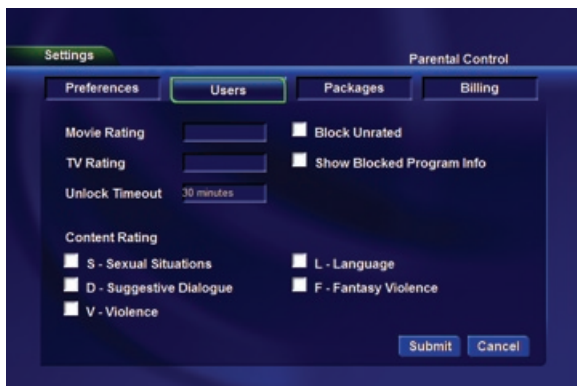 Settings
Parental Control
Preferences Users Packages Billing
Movie Rating Block Unrated
TV Rating Show Blocked Program Info
Unlock Timeout 30 minutes
Content Rating
S - Sexual Situations L - Language
D - Suggestive Dialogue F - Fantasy Violence
V - Violence
Submit Cancel